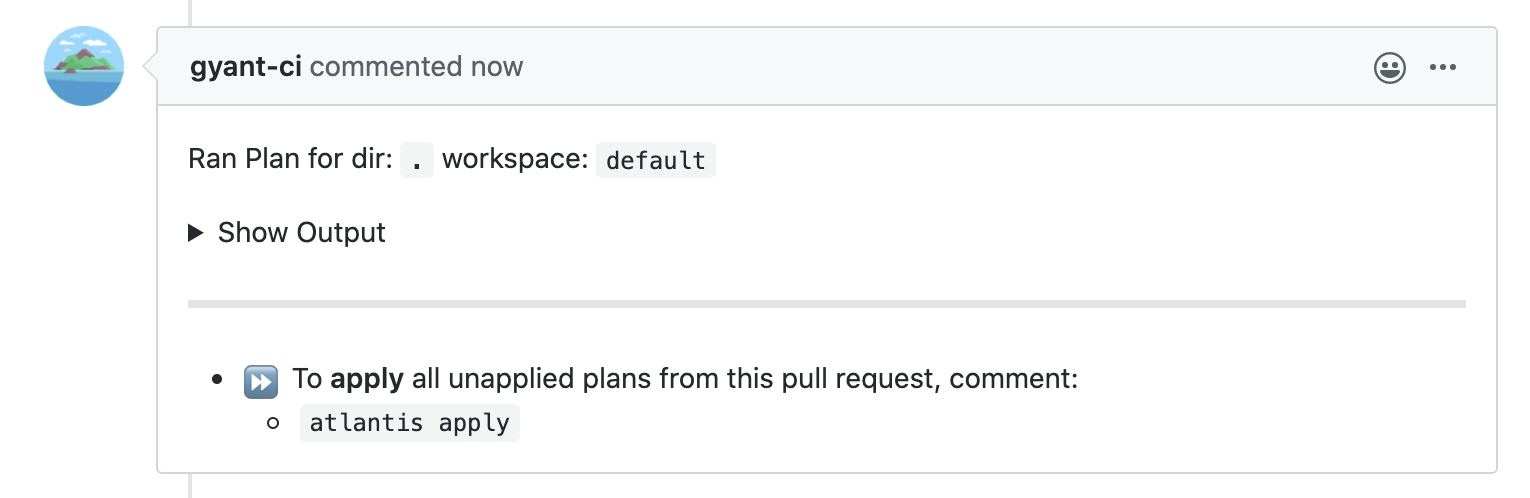 gyant-ci commented now
Ran Plan for dir: . workspace: default
Show Output
To apply all unapplied plans from this pull request, comment:
atlantis apply